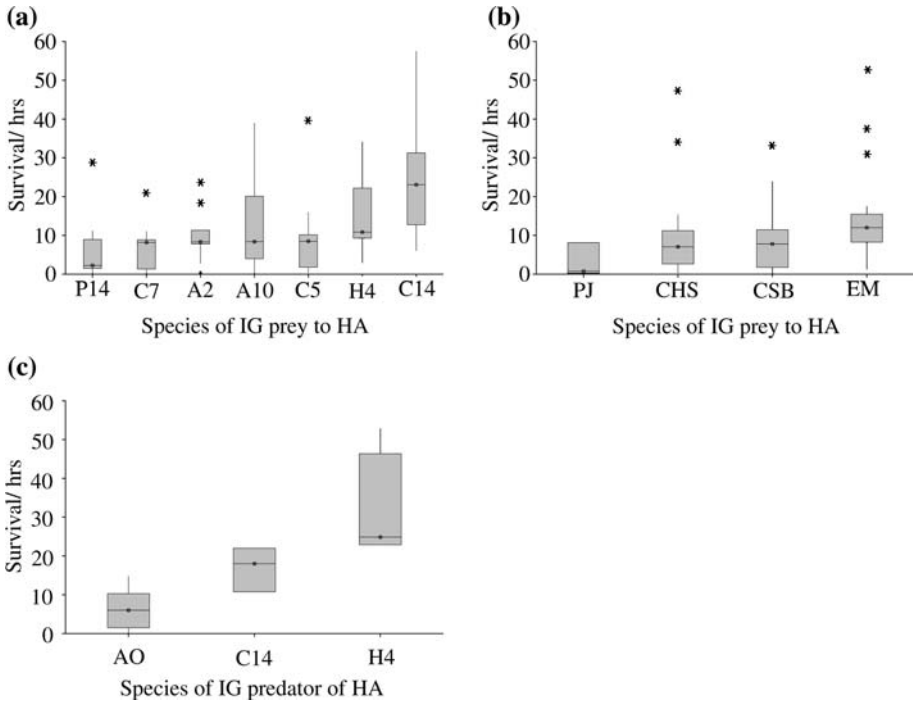 (a)
60
50
40
30
20
10
0
Survival/ hrs
P14 C7 A2 A10 C5 H4 C14
Species of IG prey to HA
(b)
60
50
40
30
20
10
0
Survival/ hrs
PJ CHS CSB EM
Species of IG prey to HA
(c)
60
50
40
30
20
10
0
Survival/ hrs
AO C14 H4
Species of IG predator of HA